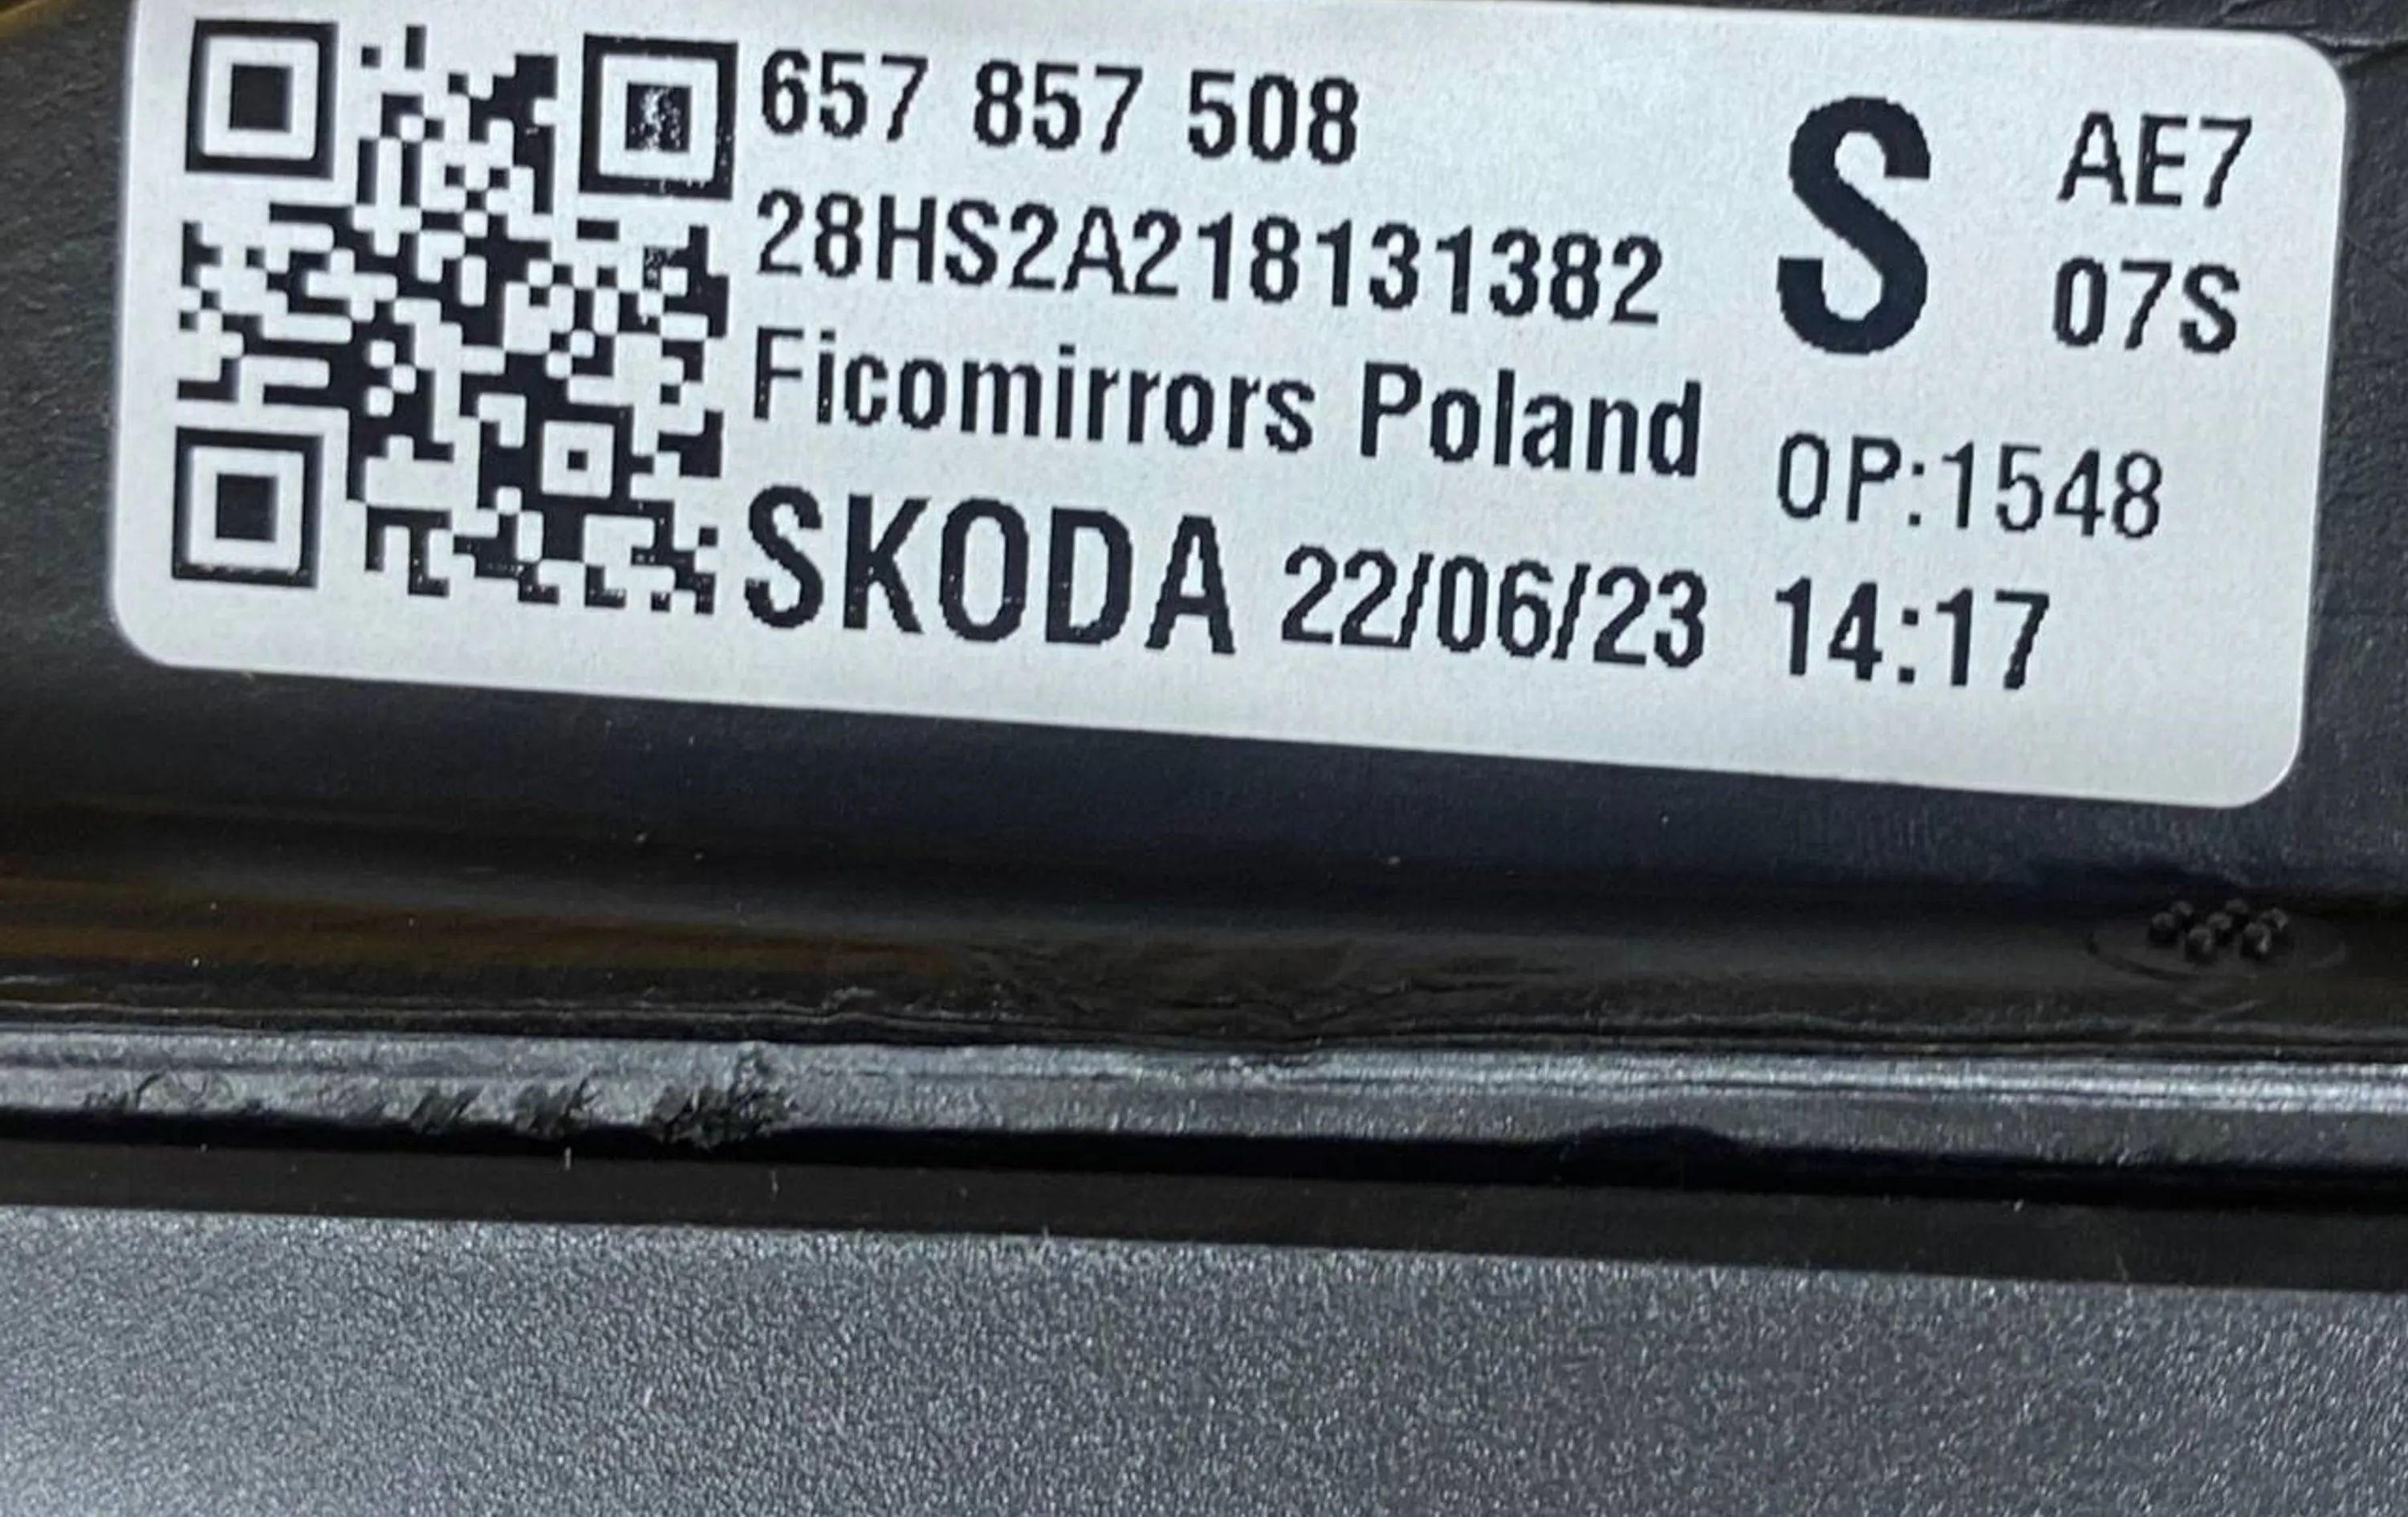 657 857 508
28HS2A218131382
Ficomirrors Poland
SKODA 22/06/23 14:17
S
AE7
07S
OP:1548